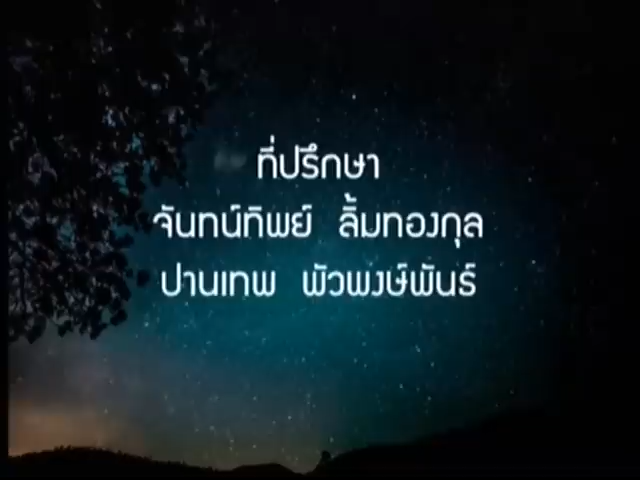 ที่ปรึกษา
จันทน์ทิพย์ ลิ้มทองกุล
ปานเทพ พัวพงษ์พันธ์